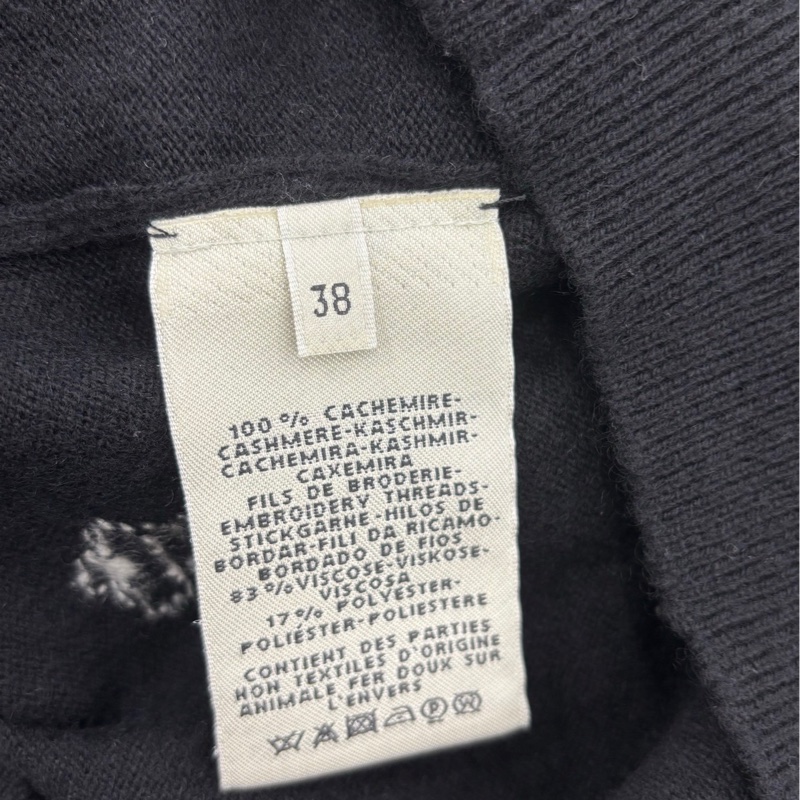 38
100 % CACHEMIRE-
CASHMERE-KASCHMIR-
CACHEMIRA-KASHMIR-
CAXEMIRA
FILS DE BRODERIE-
EMBROIDERY THREADS-
STICKGARNE-HILOS DE
BORDAR-FILI DA RICAMO-
BORDADO DE FIOS
83 % VISCOSE-VISKOSE-
VISCOSA
17 % POLYESTER-
POLIÉSTER-POLIESTERE
CONTIENT DES PARTIES
NON TEXTILES D'ORIGINE
ANIMALE FER DOUX SUR
L'ENVERS
P
W